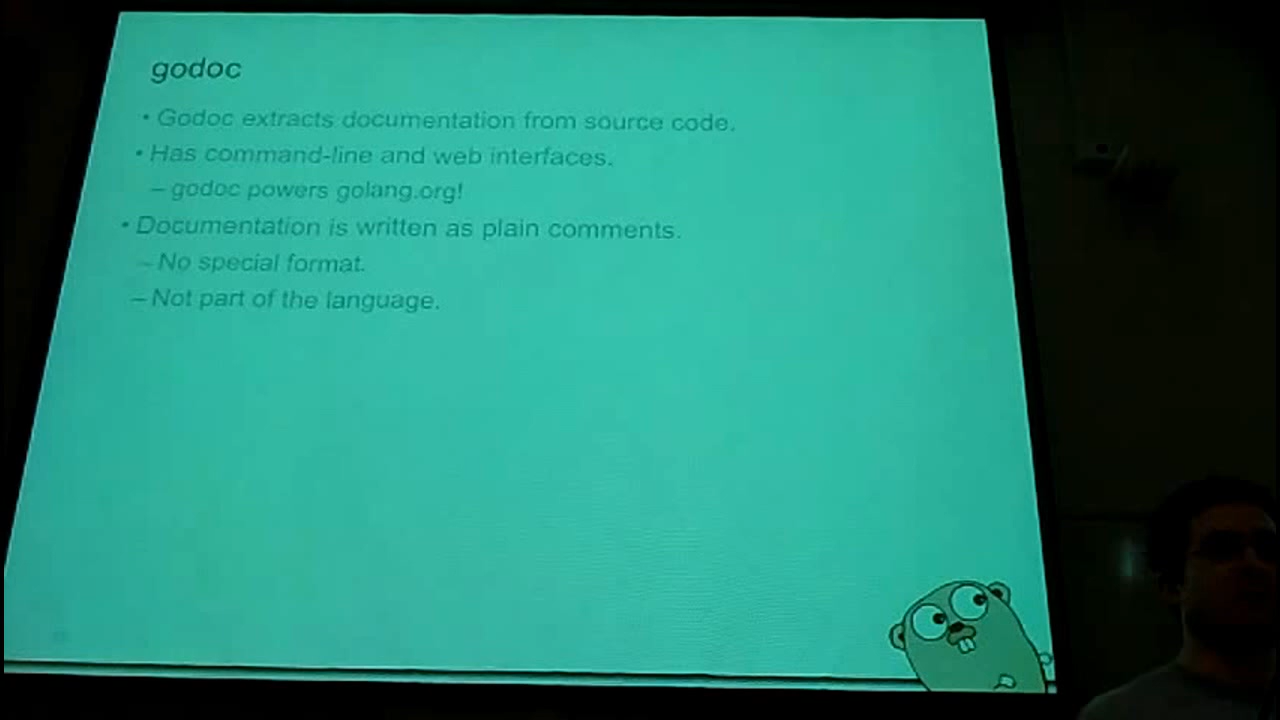 godoc
• Godoc extracts documentation from source code.
• Has command-line and web interfaces.
– godoc powers golang.org!
• Documentation is written as plain comments.
– No special format.
– Not part of the language.